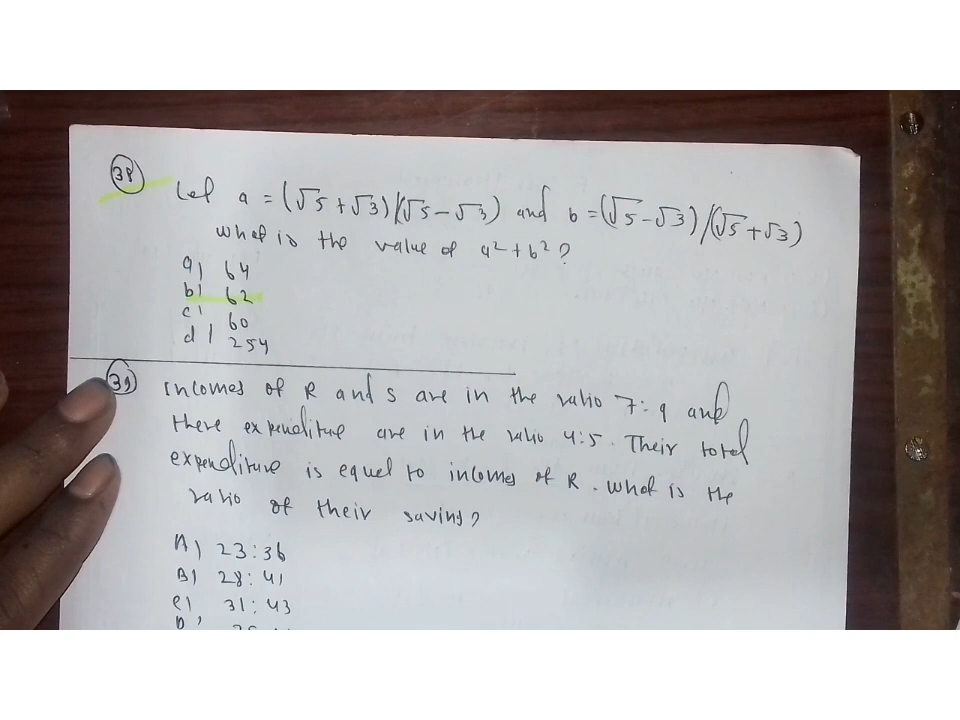 38
Let a = (√5 + √3)/(√5 - √3) and b = (√5 - √3)/(√5 + √3)
what is the value of a² + b² ?
a) 64
b) 62
c) 60
d) 254
39
incomes of R and S are in the ratio 7:9 and
there expenditure are in the ratio 4:5. Their total
expenditure is equal to incomes of R. what is the
ratio of their saving?
A) 23:36
B) 28:41
C) 31:43